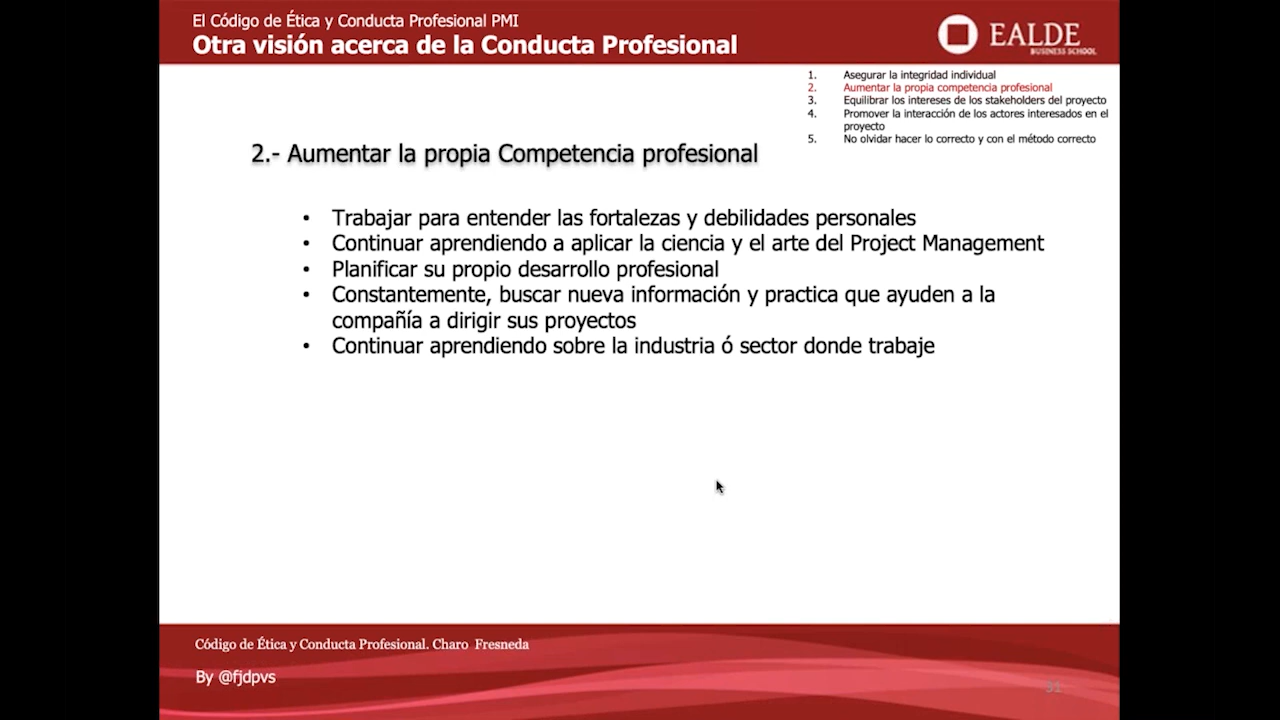 El Código de Ética y Conducta Profesional PMI
Otra visión acerca de la Conducta Profesional
EALDE
BUSINESS SCHOOL
1. Asegurar la integridad individual
2. Aumentar la propia competencia profesional
3. Equilibrar los intereses de los stakeholders del proyecto
4. Promover la interacción de los actores interesados en el
proyecto
5. No olvidar hacer lo correcto y con el método correcto
2.- Aumentar la propia Competencia profesional
• Trabajar para entender las fortalezas y debilidades personales
• Continuar aprendiendo a aplicar la ciencia y el arte del Project Management
• Planificar su propio desarrollo profesional
• Constantemente, buscar nueva información y practica que ayuden a la
compañía a dirigir sus proyectos
• Continuar aprendiendo sobre la industria ó sector donde trabaje
Código de Ética y Conducta Profesional. Charo Fresneda
By @fjdpvs
31